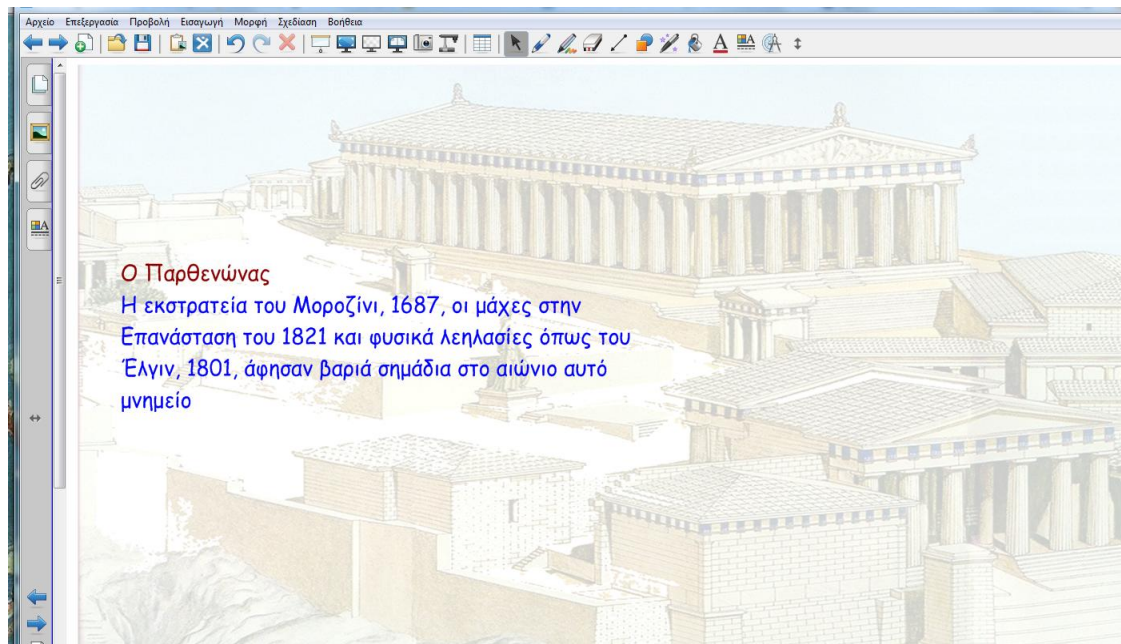 Αρχείο Επεξεργασία Προβολή Εισαγωγή Μορφή Σχεδίαση Βοήθεια
Ο Παρθενώνας
Η εκστρατεία του Μοροζίνι, 1687, οι μάχες στην
Επανάσταση του 1821 και φυσικά λεηλασίες όπως του
Έλγιν, 1801, άφησαν βαριά σημάδια στο αιώνιο αυτό
μνημείο